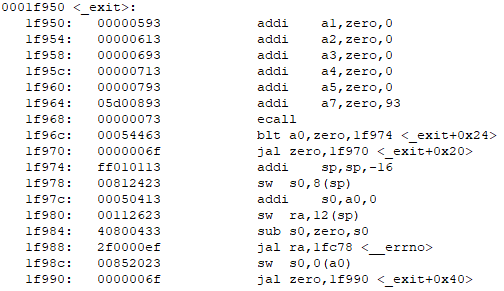 0001f950 <_exit>:
1f950: 00000593 addi a1,zero,0
1f954: 00000613 addi a2,zero,0
1f958: 00000693 addi a3,zero,0
1f95c: 00000713 addi a4,zero,0
1f960: 00000793 addi a5,zero,0
1f964: 05d00893 addi a7,zero,93
1f968: 00000073 ecall
1f96c: 00054463 blt a0,zero,1f974 <_exit+0x24>
1f970: 0000006f jal zero,1f970 <_exit+0x20>
1f974: ff010113 addi sp,sp,-16
1f978: 00812423 sw s0,8(sp)
1f97c: 00050413 addi s0,a0,0
1f980: 00112623 sw ra,12(sp)
1f984: 40800433 sub s0,zero,s0
1f988: 2f0000ef jal ra,1fc78 <__errno>
1f98c: 00852023 sw s0,0(a0)
1f990: 0000006f jal zero,1f990 <_exit+0x40>